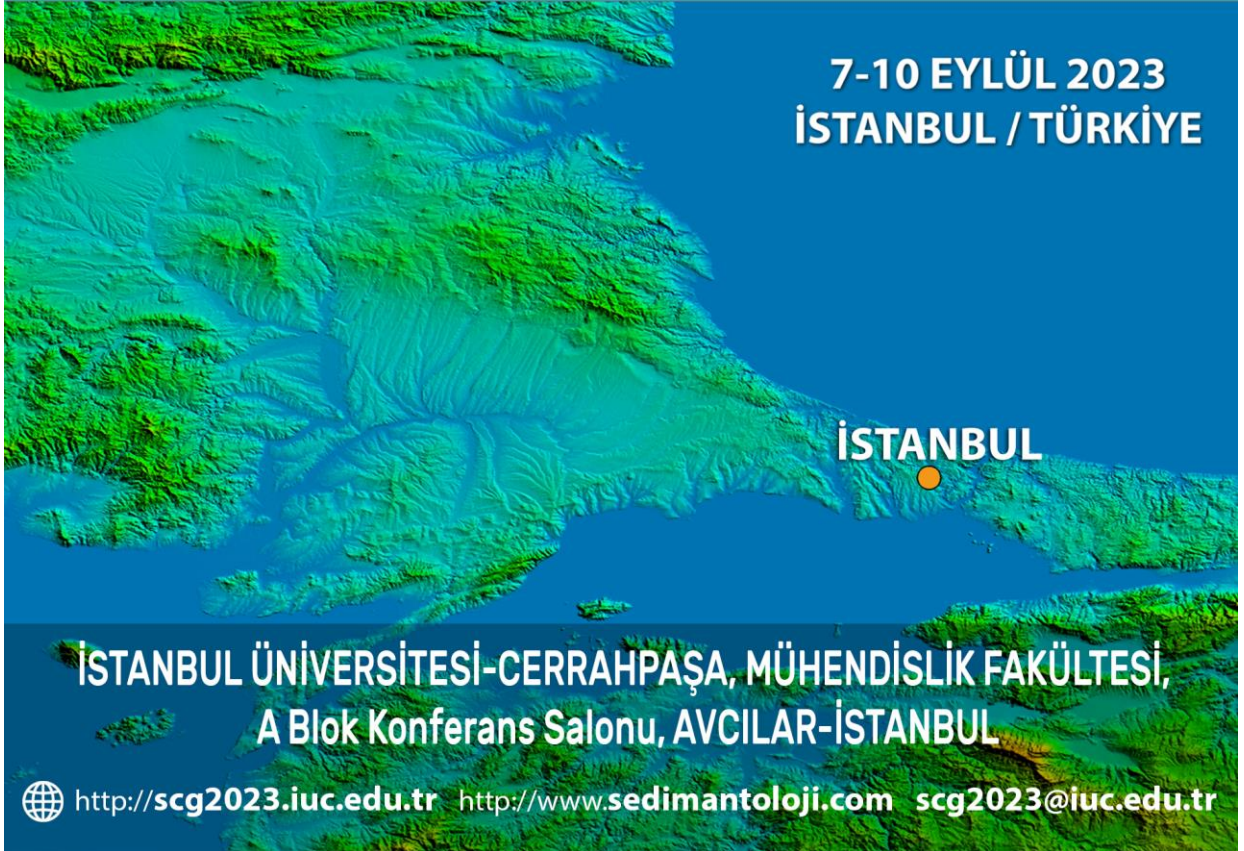 7-10 EYLÜL 2023
İSTANBUL / TÜRKİYE
İSTANBUL
İSTANBUL ÜNİVERSİTESİ-CERRAHPAŞA, MÜHENDİSLİK FAKÜLTESİ,
A Blok Konferans Salonu, AVCILAR-İSTANBUL
http://scg2023.iuc.edu.tr http://www.sedimantoloji.com scg2023@iuc.edu.tr